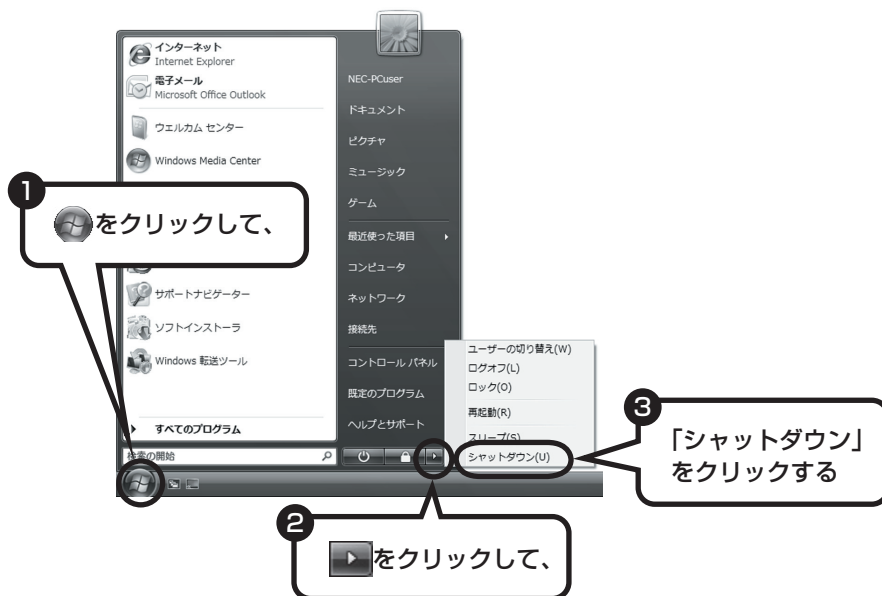 インターネット
Internet Explorer
電子メール
Microsoft Office Outlook
ウェルカム センター
Windows Media Center
サポートナビゲーター
ソフトインストーラ
Windows 転送ツール
すべてのプログラム
検索の開始
NEC-PCuser
ドキュメント
ピクチャ
ミュージック
ゲーム
最近使った項目
コンピュータ
ネットワーク
接続先
コントロール パネル
既定のプログラム
ヘルプとサポート
ユーザーの切り替え(W)
ログオフ(L)
ロック(O)
再起動(R)
スリープ(S)
シャットダウン(U)
1
をクリックして、
2
をクリックして、
3
「シャットダウン」
をクリックする